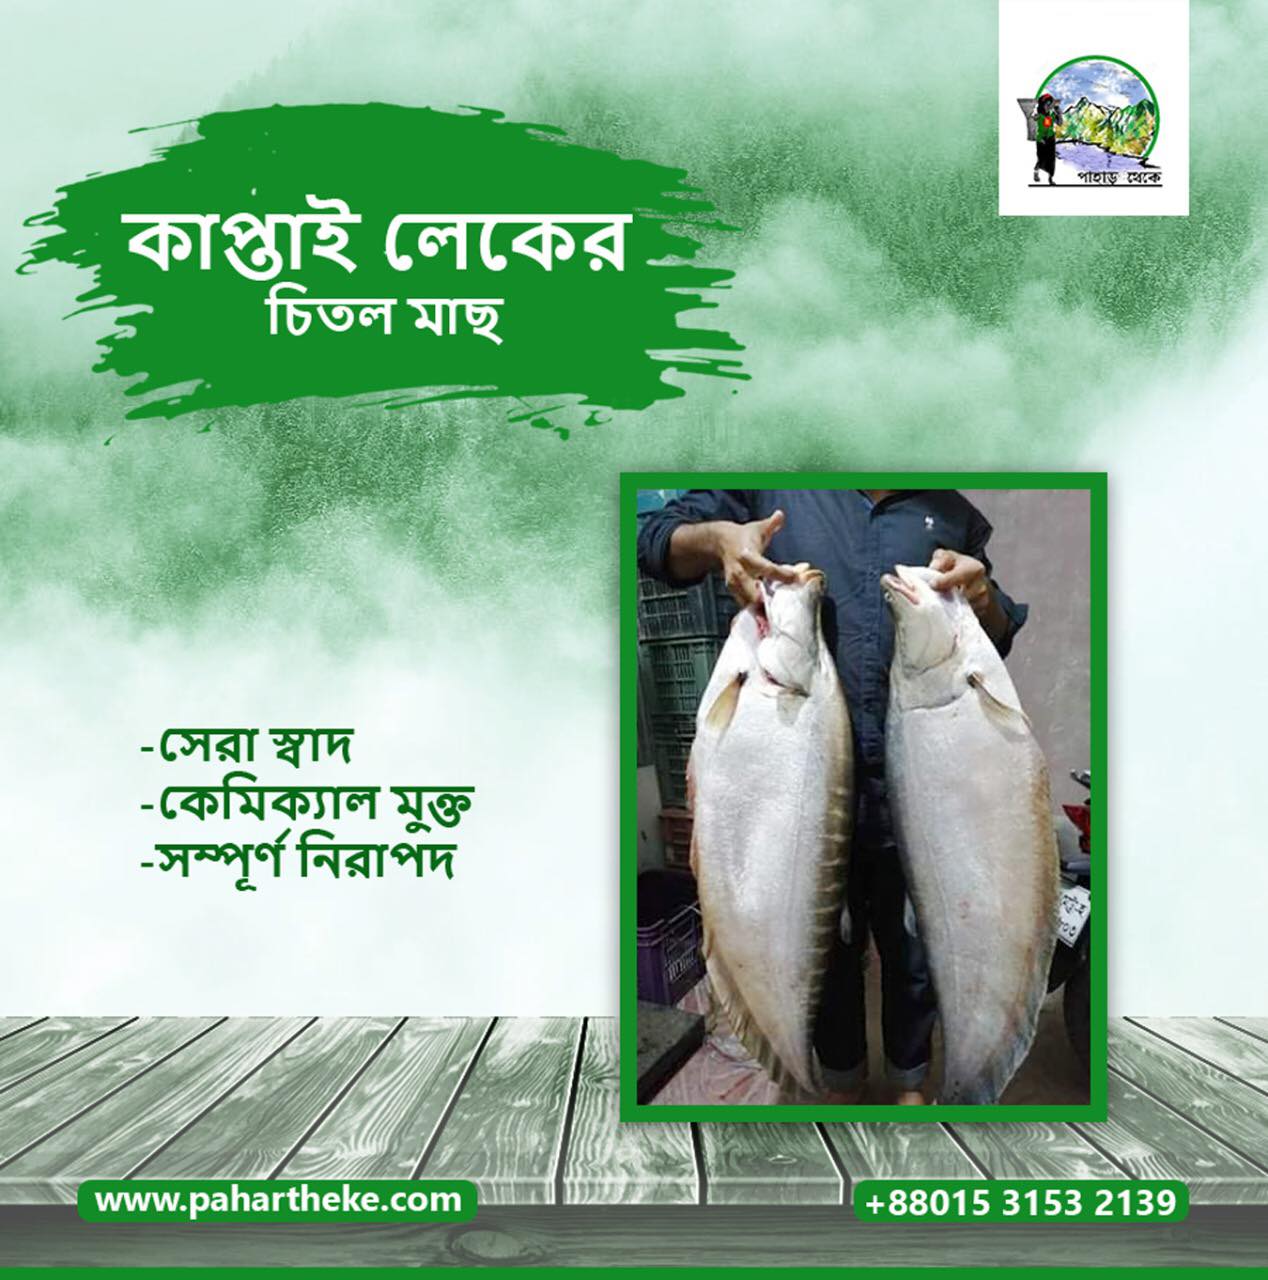 পাহাড় থেকে
কাপ্তাই লেকের
চিতল মাছ
-সেরা স্বাদ
-কেমিক্যাল মুক্ত
-সম্পূর্ণ নিরাপদ
www.pahartheke.com
+88015 3153 2139